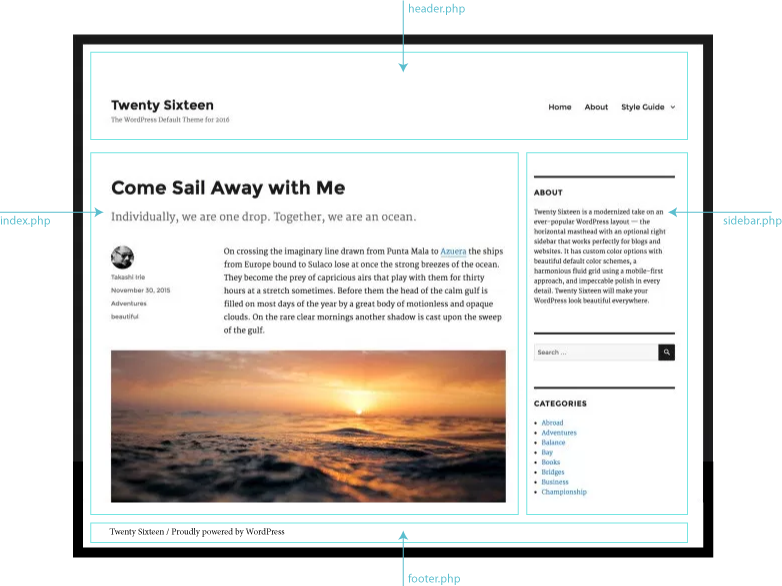 header.php
Twenty Sixteen
The WordPress Default Theme for 2016
Home About Style Guide
index.php
Come Sail Away with Me
Individually, we are one drop. Together, we are an ocean.
Takashi Irie
November 30, 2015
Adventures
beautiful
On crossing the imaginary line drawn from Punta Mala to Azuera the ships
from Europe bound to Sulaco lose at once the strong breezes of the ocean.
They become the prey of capricious airs that play with them for thirty
hours at a stretch sometimes. Before them the head of the calm gulf is
filled on most days of the year by a great body of motionless and opaque
clouds. On the rare clear mornings another shadow is cast upon the sweep
of the gulf.
sidebar.php
ABOUT
Twenty Sixteen is a modernized take on an
ever-popular WordPress layout — the
horizontal masthead with an optional right
sidebar that works perfectly for blogs and
websites. It has custom color options with
beautiful default color schemes, a
harmonious fluid grid using a mobile-first
approach, and impeccable polish in every
detail. Twenty Sixteen will make your
WordPress look beautiful everywhere.
Search ...
CATEGORIES
Abroad
Adventures
Balance
Bay
Books
Bridges
Business
Championship
Twenty Sixteen / Proudly powered by WordPress
footer.php